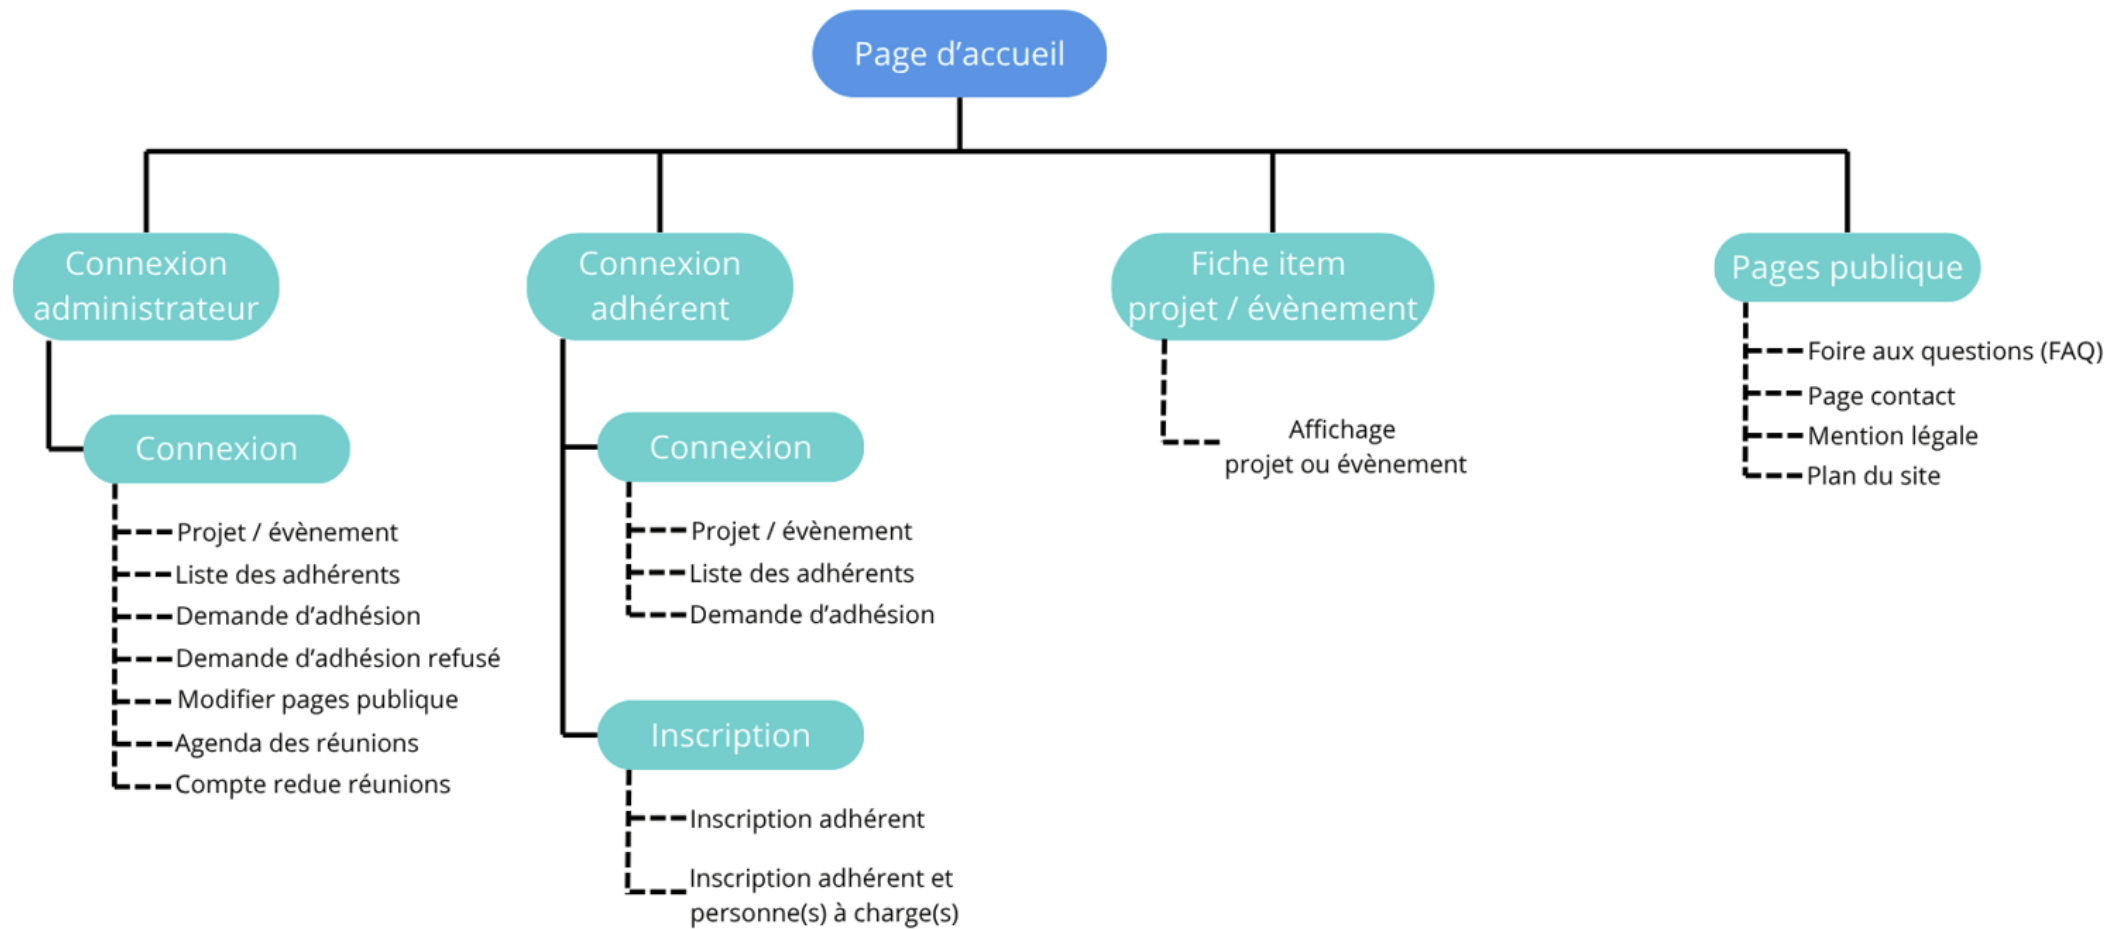 Page d’accueil
Connexion
administrateur
Connexion
Projet / évènement
Liste des adhérents
Demande d’adhésion
Demande d’adhésion refusé
Modifier pages publique
Agenda des réunions
Compte redue réunions
Connexion
adhérent
Connexion
Projet / évènement
Liste des adhérents
Demande d’adhésion
Inscription
Inscription adhérent
Inscription adhérent et
personne(s) à charge(s)
Fiche item
projet / évènement
Affichage
projet ou évènement
Pages publique
Foire aux questions (FAQ)
Page contact
Mention légale
Plan du site